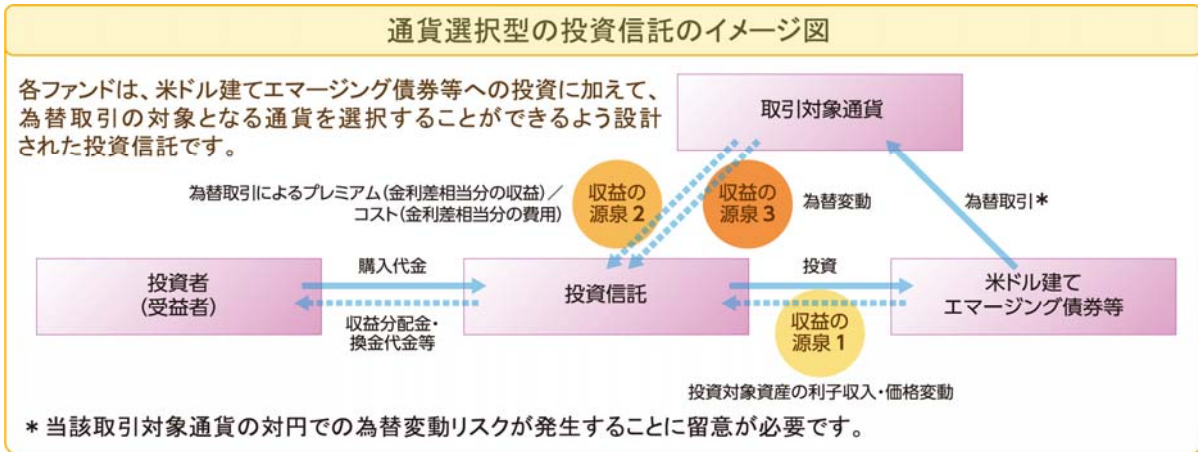 通貨選択型の投資信託のイメージ図
各ファンドは、米ドル建てエマージング債券等への投資に加えて、
為替取引の対象となる通貨を選択することができるよう設計
された投資信託です。
取引対象通貨
為替取引によるプレミアム(金利差相当分の収益)/
コスト(金利差相当分の費用)
収益の
源泉2
収益の
源泉3
為替変動
為替取引*
投資者
(受益者)
購入代金
収益分配金・
換金代金等
投資信託
投資
収益の
源泉1
米ドル建て
エマージング債券等
投資対象資産の利子収入・価格変動
*当該取引対象通貨の対円での為替変動リスクが発生することに留意が必要です。